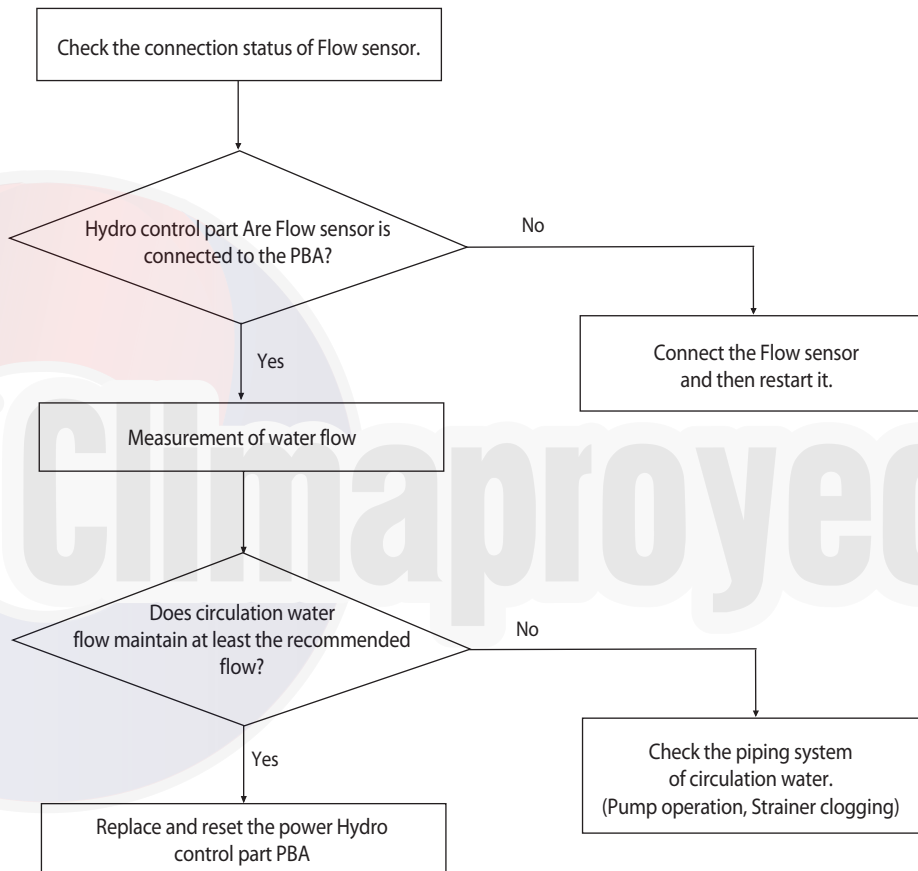 Check the connection status of Flow sensor.
Hydro control part Are Flow sensor is
connected to the PBA?
No
Yes
Connect the Flow sensor
and then restart it.
Measurement of water flow
Climaproyec
Does circulation water
flow maintain at least the recommended
flow?
No
Yes
Check the piping system
of circulation water.
(Pump operation, Strainer clogging)
Replace and reset the power Hydro
control part PBA